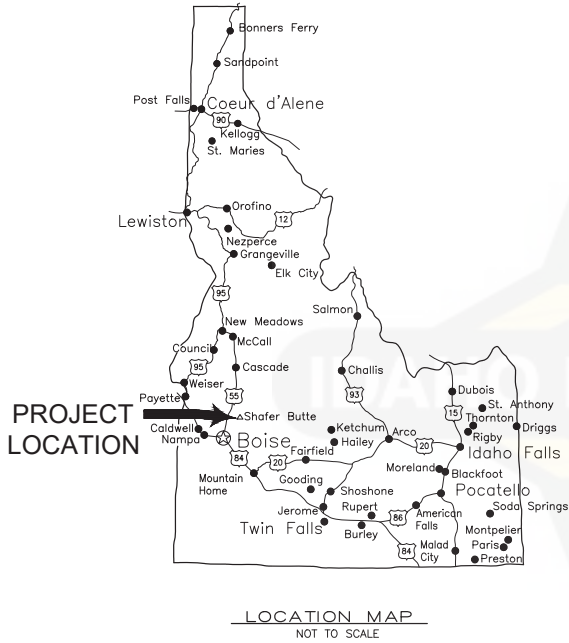 Bonners Ferry
Sandpoint
Post Falls
Coeur d'Alene
90
Kellogg
St. Maries
Orofino
Lewiston
12
Nezperce
Grangeville
Elk City
95
Salmon
New Meadows
McCall
Council
95
Cascade
Challis
Weiser
Dubois
Payette
55
93
St. Anthony
15
Thornton
PROJECT
LOCATION
Shafer Butte
Driggs
Rigby
Caldwell
Nampa
Boise
Ketchum
Hailey
Arco
20
Idaho Falls
84
20
Fairfield
Moreland
Blackfoot
Mountain
Home
Gooding
Shoshone
Pocatello
Jerome
Rupert
American
Falls
Soda Springs
86
Twin Falls
Burley
Montpelier
84
Malad
City
Paris
Preston
LOCATION MAP
NOT TO SCALE
IDAHO